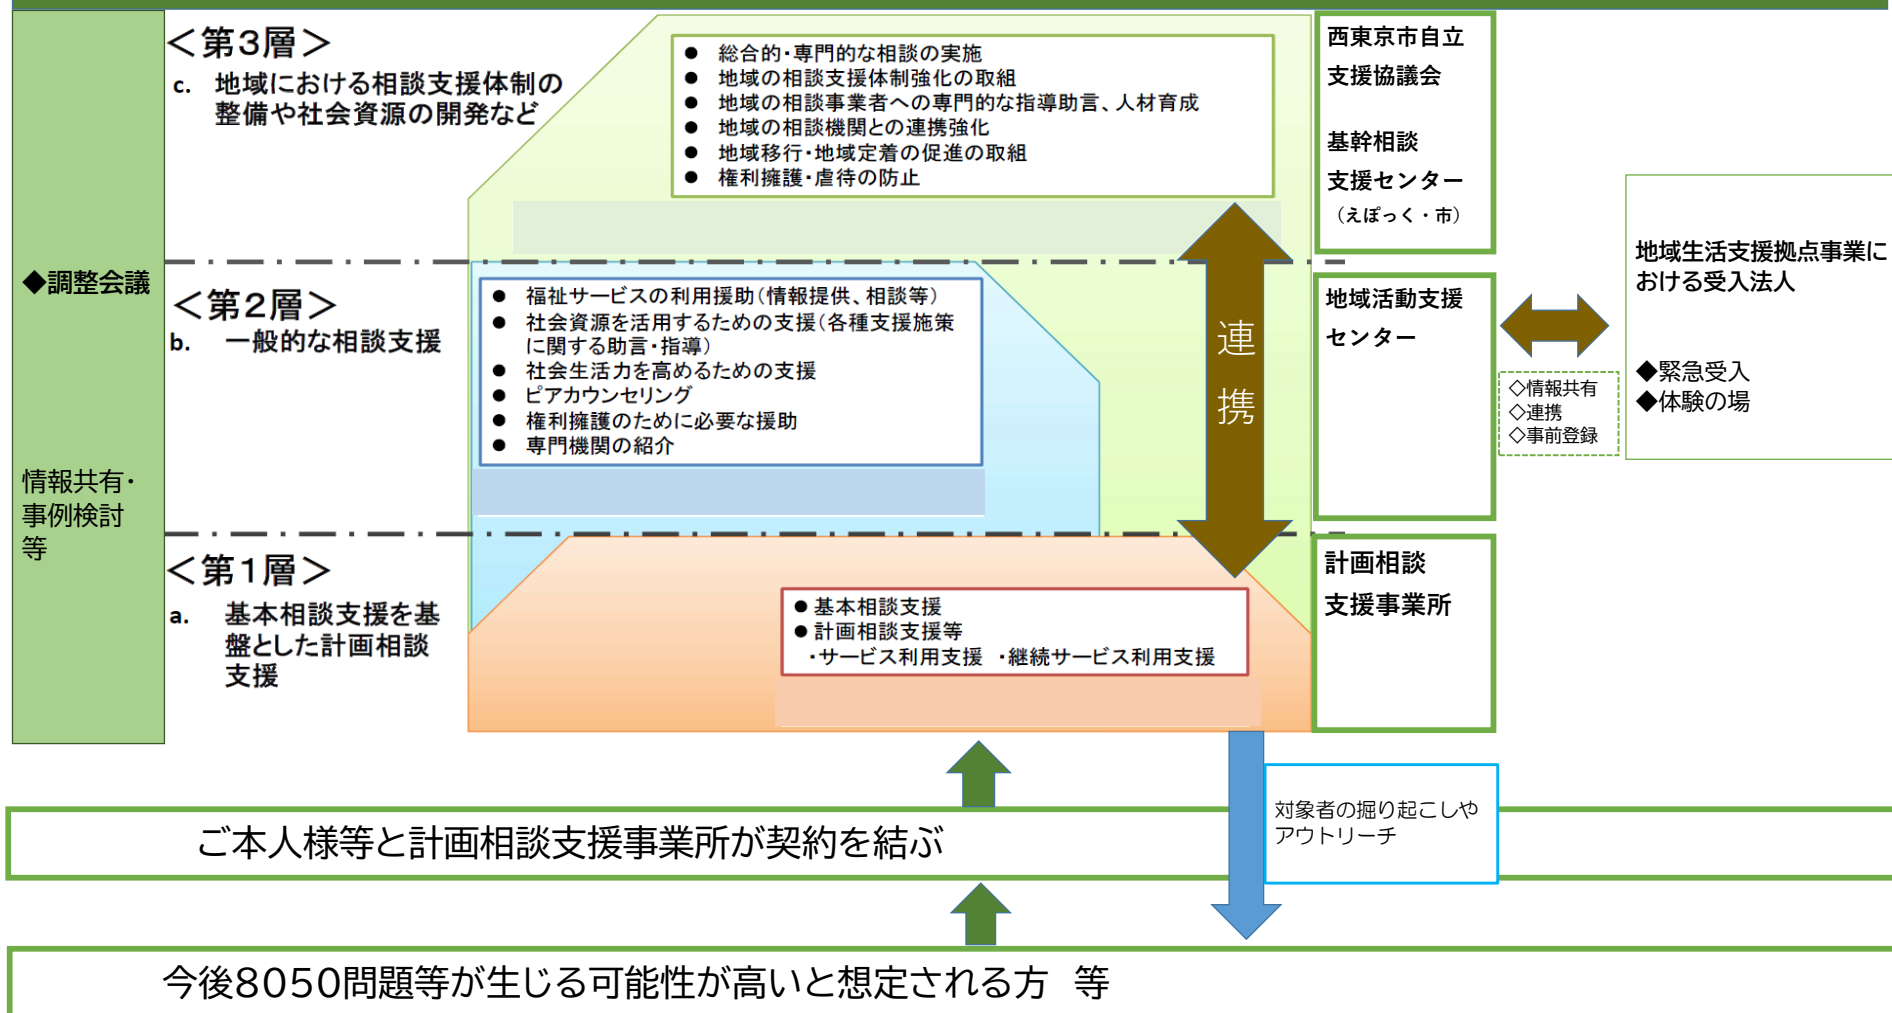 ◆調整会議
情報共有・
事例検討
等
＜第3層＞
c. 地域における相談支援体制の
整備や社会資源の開発など
● 総合的・専門的な相談の実施
● 地域の相談支援体制強化の取組
● 地域の相談事業者への専門的な指導助言、人材育成
● 地域の相談機関との連携強化
● 地域移行・地域定着の促進の取組
● 権利擁護・虐待の防止
西東京市自立
支援協議会
基幹相談
支援センター
（えぽっく・市）
＜第2層＞
b. 一般的な相談支援
● 福祉サービスの利用援助（情報提供、相談等）
● 社会資源を活用するための支援（各種支援施策
に関する助言・指導）
● 社会生活力を高めるための支援
● ピアカウンセリング
● 権利擁護のために必要な援助
● 専門機関の紹介
連
携
地域活動支援
センター
◇情報共有
◇連携
◇事前登録
地域生活支援拠点事業に
おける受入法人
◆緊急受入
◆体験の場
＜第1層＞
a. 基本相談支援を基
盤とした計画相談
支援
● 基本相談支援
● 計画相談支援等
・サービス利用支援 ・継続サービス利用支援
計画相談
支援事業所
対象者の掘り起こしや
アウトリーチ
ご本人様等と計画相談支援事業所が契約を結ぶ
今後8050問題等が生じる可能性が高いと想定される方 等